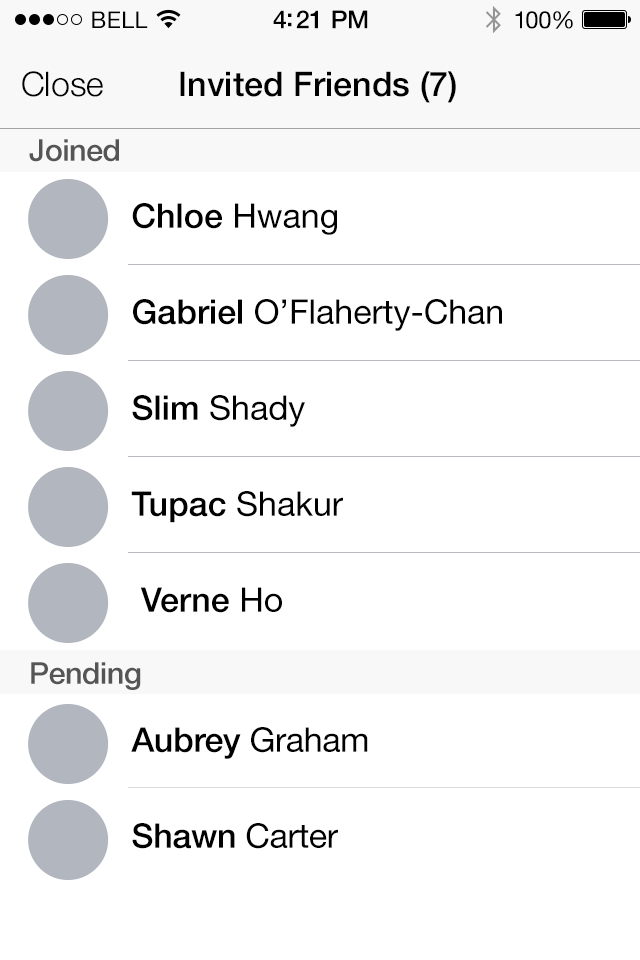 BELL 4:21 PM 100%
Close Invited Friends (7)
Joined
Chloe Hwang
Gabriel O’Flaherty-Chan
Slim Shady
Tupac Shakur
Verne Ho
Pending
Aubrey Graham
Shawn Carter